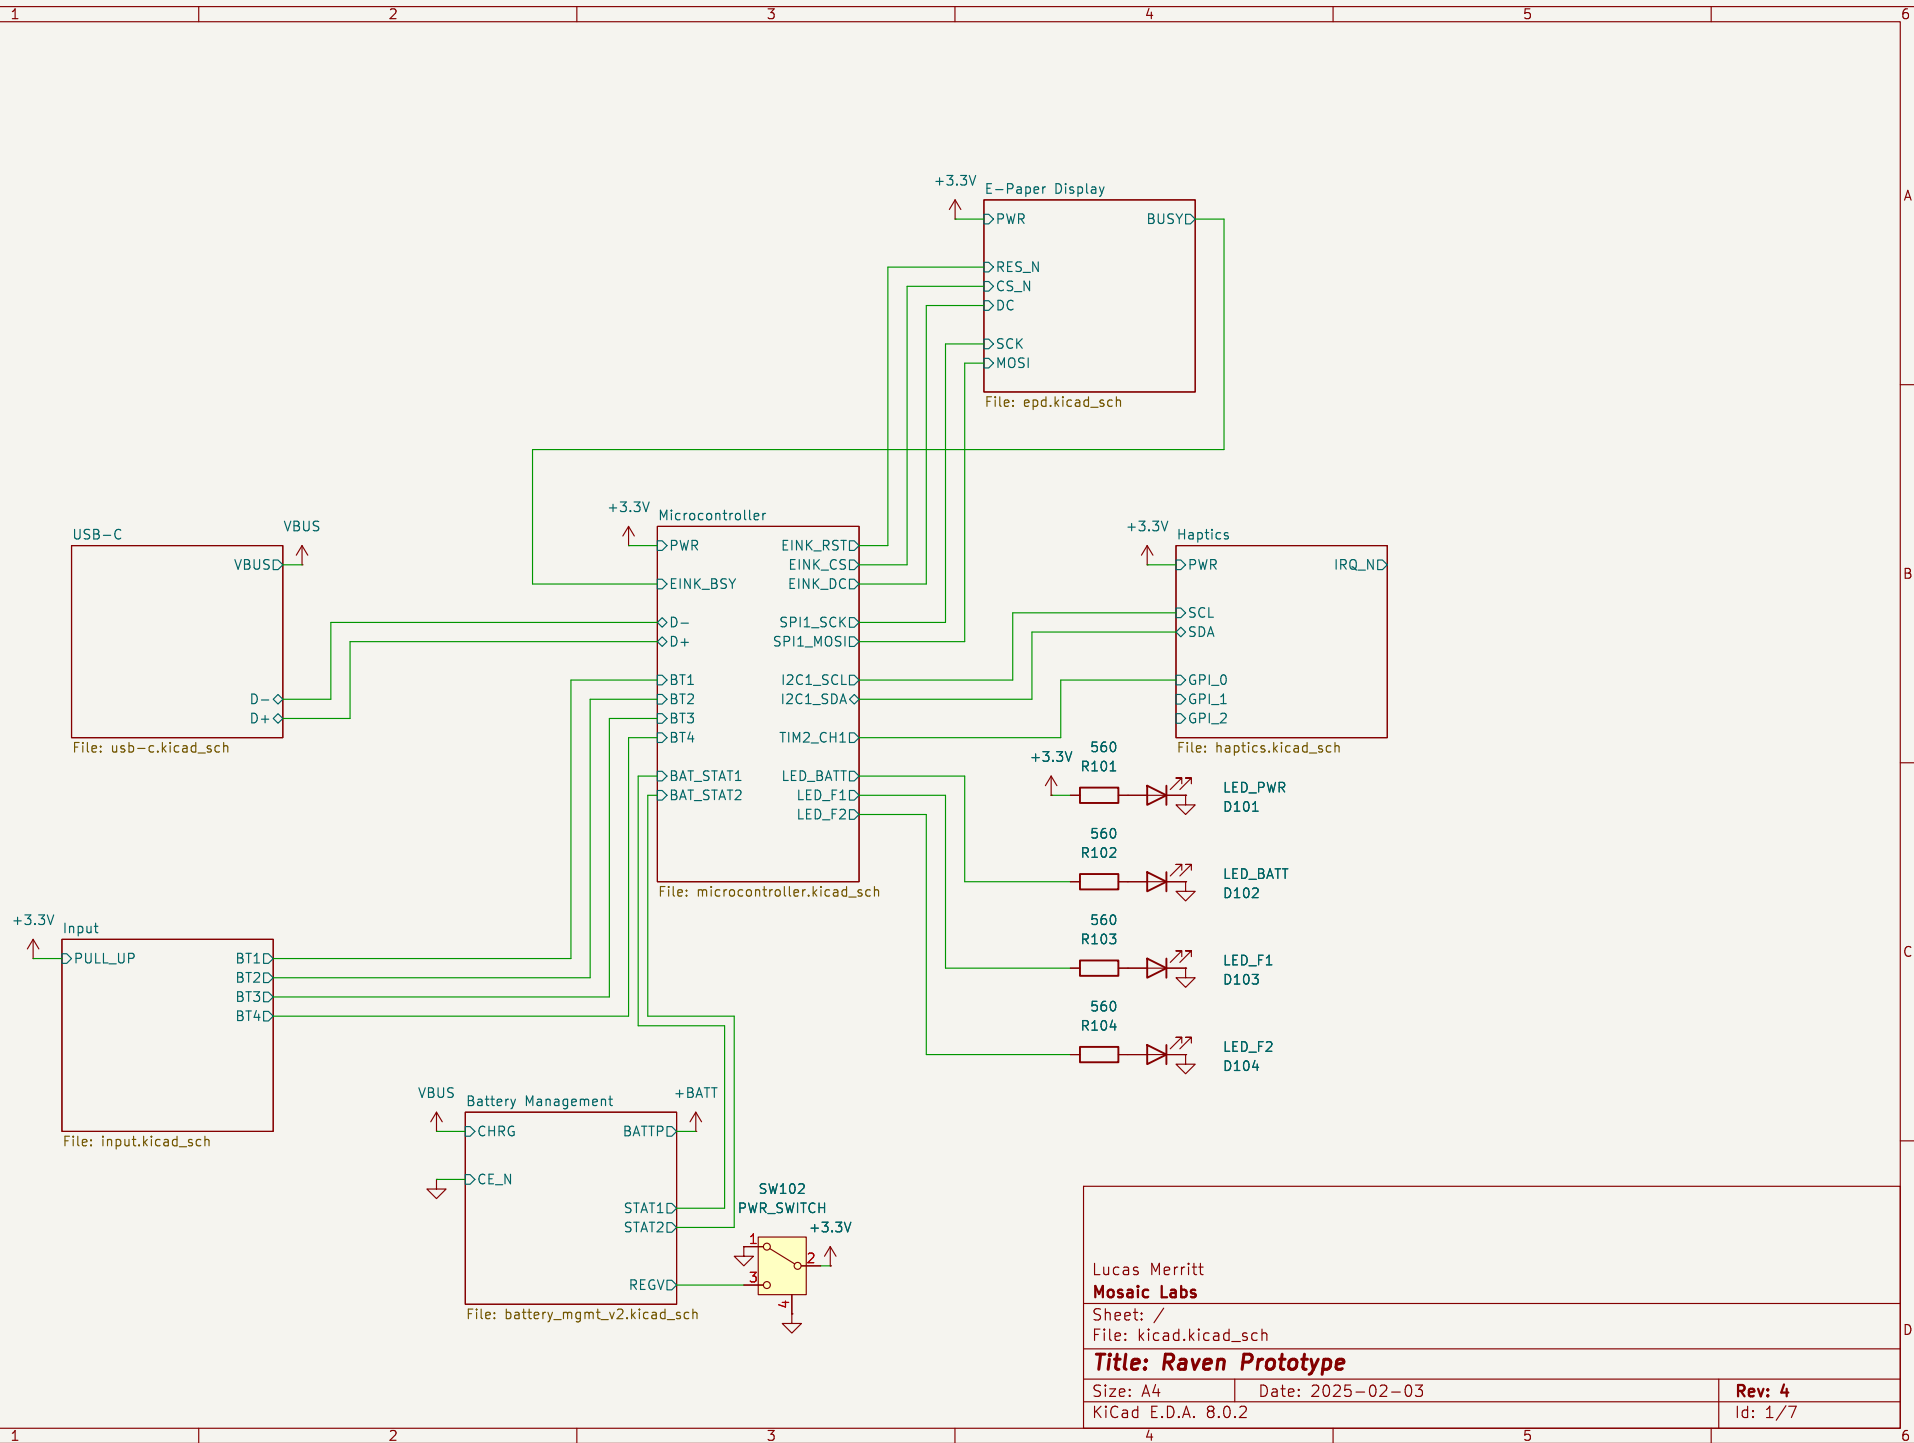 1 2 3 4 5 6
A
B
C
D
+3.3V
E-Paper Display
PWR BUSY
RES_N
CS_N
DC
SCK
MOSI
File: epd.kicad_sch
USB-C
VBUS
VBUS
D-
D+
File: usb-c.kicad_sch
+3.3V
Microcontroller
PWR EINK_RST
EINK_CS
EINK_BSY EINK_DC
D- SPI1_SCK
D+ SPI1_MOSI
BT1 I2C1_SCL
BT2 I2C1_SDA
BT3
BT4 TIM2_CH1
BAT_STAT1 LED_BATT
BAT_STAT2 LED_F1
LED_F2
File: microcontroller.kicad_sch
+3.3V
Haptics
PWR IRQ_N
SCL
SDA
GPI_0
GPI_1
GPI_2
File: haptics.kicad_sch
+3.3V
560
R101
LED_PWR
D101
560
R102
LED_BATT
D102
560
R103
LED_F1
D103
560
R104
LED_F2
D104
+3.3V
Input
PULL_UP BT1
BT2
BT3
BT4
File: input.kicad_sch
VBUS
+BATT
Battery Management
CHRG BATTP
CE_N
STAT1
STAT2
REGV
File: battery_mgmt_v2.kicad_sch
SW102
PWR_SWITCH
+3.3V
1
2
3
4
Lucas Merritt
Mosaic Labs
Sheet: /
File: kicad.kicad_sch
Title: Raven Prototype
Size: A4 Date: 2025-02-03 Rev: 4
KiCad E.D.A. 8.0.2 Id: 1/7
1 2 3 4 5 6